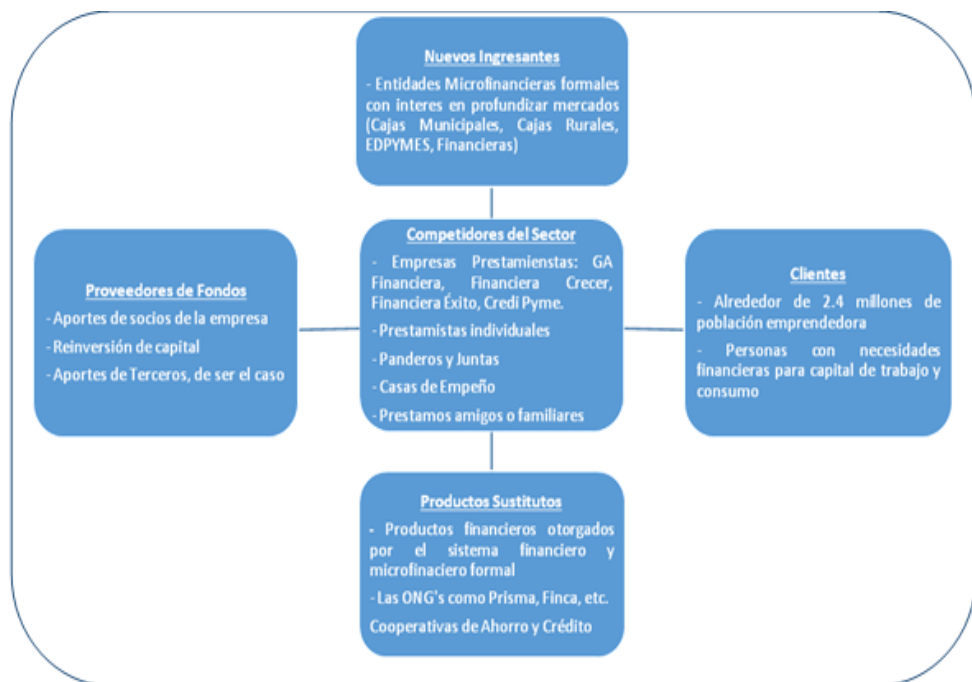 Nuevos Ingresantes
- Entidades Microfinancieras formales
con interes en profundizar mercados
(Cajas Municipales, Cajas Rurales,
EDPYMES, Financieras)
Proveedores de Fondos
- Aportes de socios de la empresa
- Reinversión de capital
- Aportes de Terceros, de ser el caso
Competidores del Sector
- Empresas Prestamienstas: GA
Financiera, Financiera Crecer,
Financiera Éxito, Credi Pyme.
- Prestamistas individuales
- Panderos y Juntas
- Casas de Empeño
- Prestamos amigos o familiares
Clientes
- Alrededor de 2.4 millones de
población emprendedora
- Personas con necesidades
financieras para capital de trabajo y
consumo
Productos Sustitutos
- Productos financieros otorgados
por el sistema financiero y
microfinaciero formal
- Las ONG's como Prisma, Finca, etc.
Cooperativas de Ahorro y Crédito